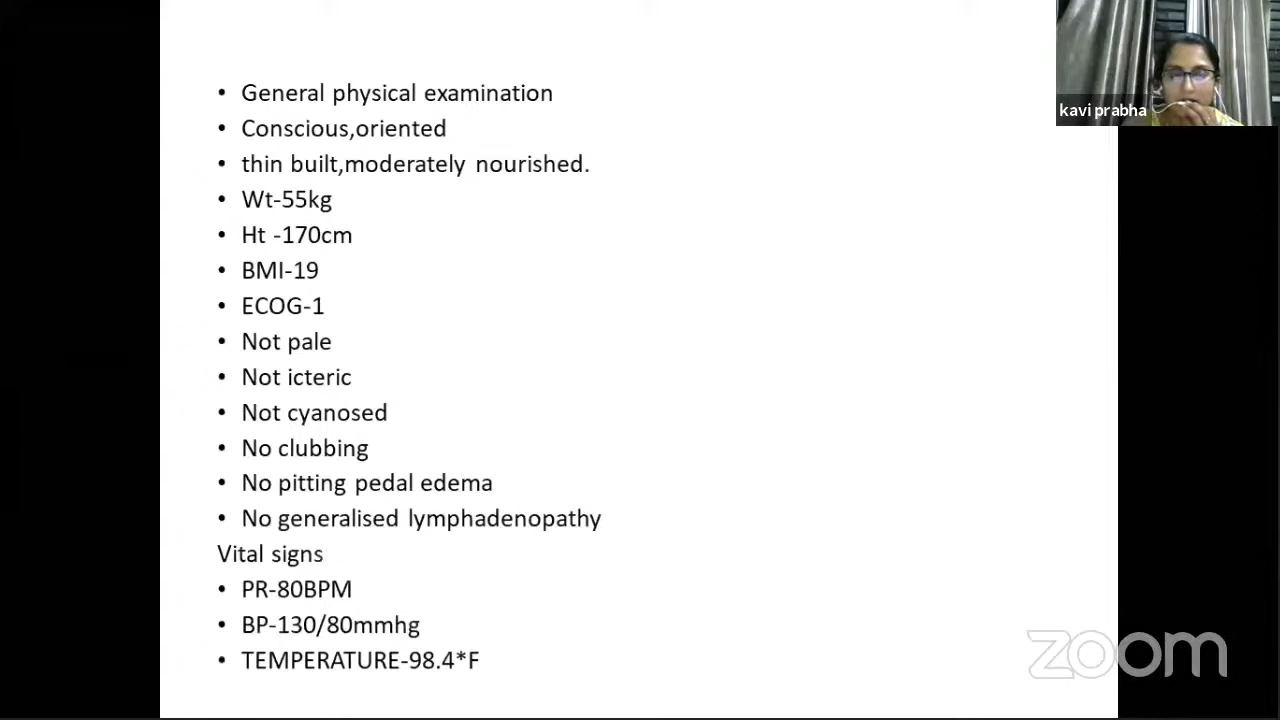 General physical examination
Conscious,oriented
thin built,moderately nourished.
Wt-55kg
Ht -170cm
BMI-19
ECOG-1
Not pale
Not icteric
Not cyanosed
No clubbing
No pitting pedal edema
No generalised lymphadenopathy
Vital signs
PR-80BPM
BP-130/80mmhg
TEMPERATURE-98.4*F
kavi prabha
zoom